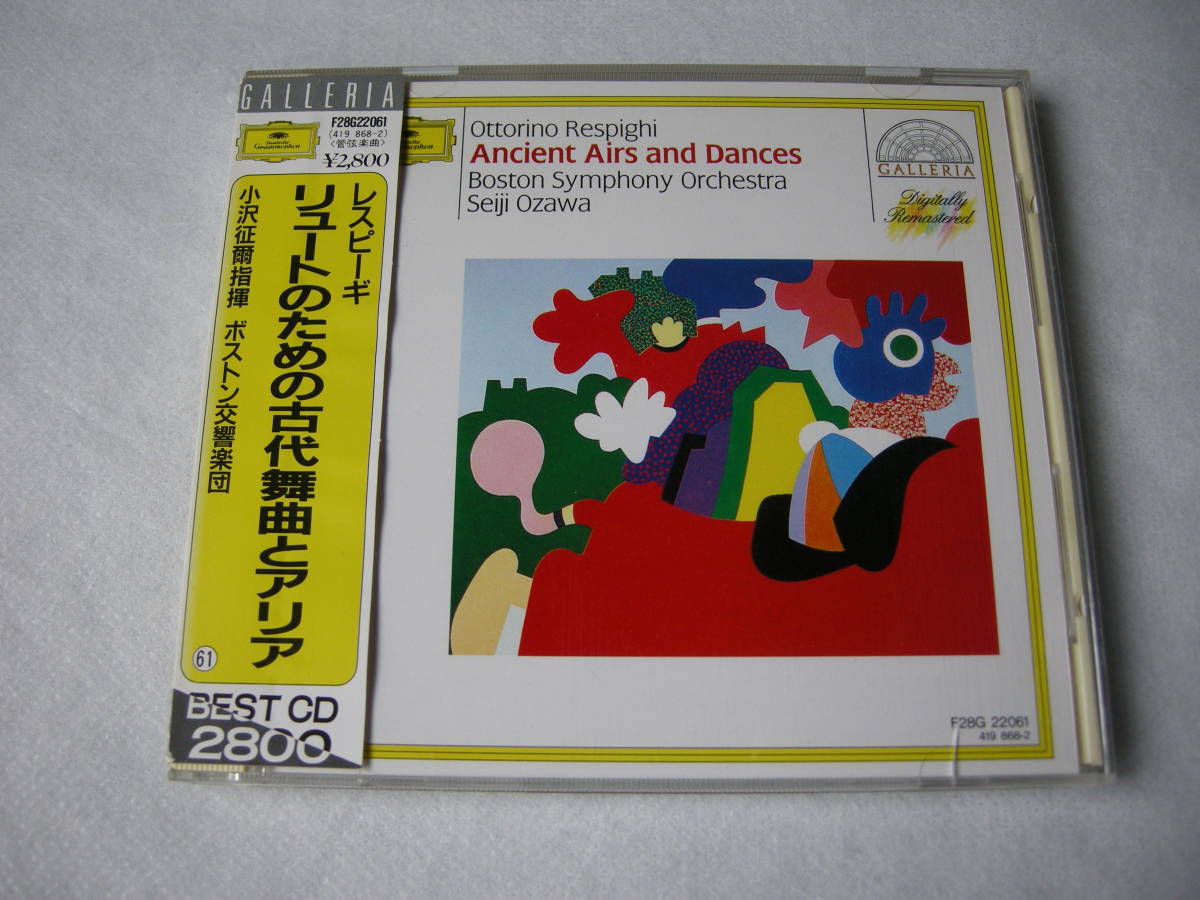 GALLERIA
Deutsche
Grammophon
F28G22061
(419 868-2)
〈管弦楽曲〉
¥2,800
レスピーギ
リュートのための古代舞曲とアリア
小沢征爾指揮 ボストン交響楽団
61
BEST CD
2800
Ottorino Respighi
Ancient Airs and Dances
Boston Symphony Orchestra
Seiji Ozawa
GALLERIA
Digitally
Remastered
F28G 22061
419 868-2